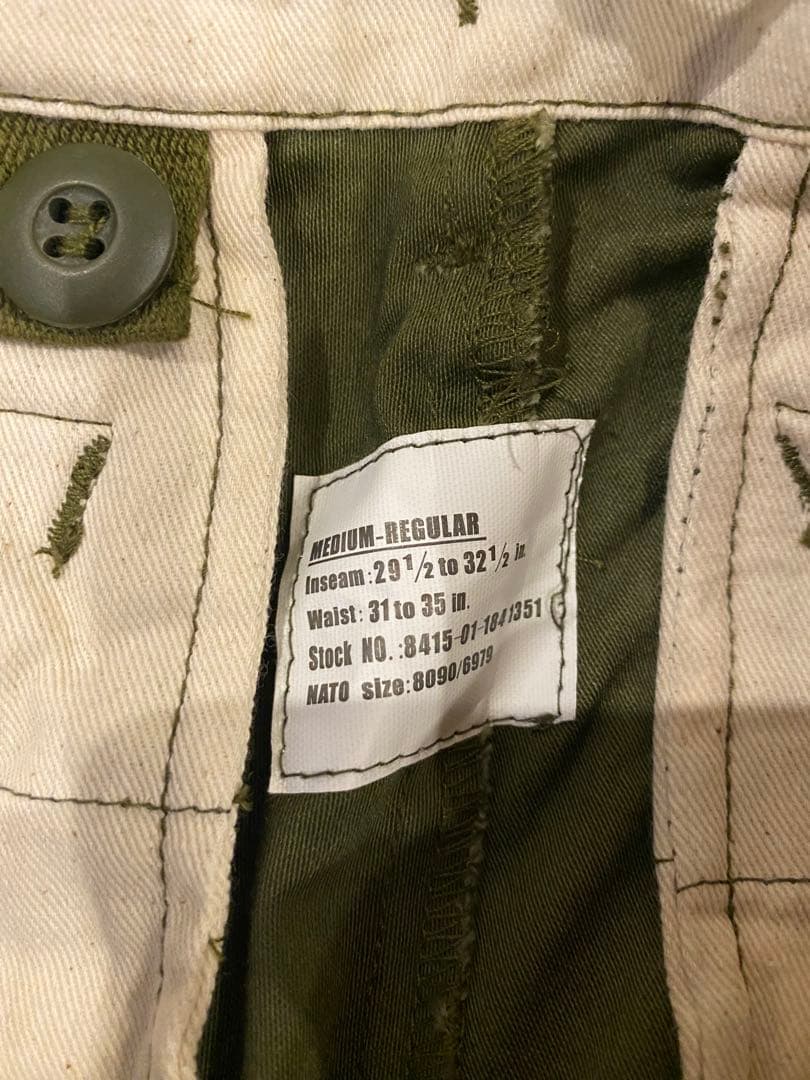 MEDIUM-REGULAR
Inseam:29 1/2 to 32 1/2 in.
Waist: 31 to 35 in.
Stock NO.:8415-01-1841351
NATO size:8090/6979